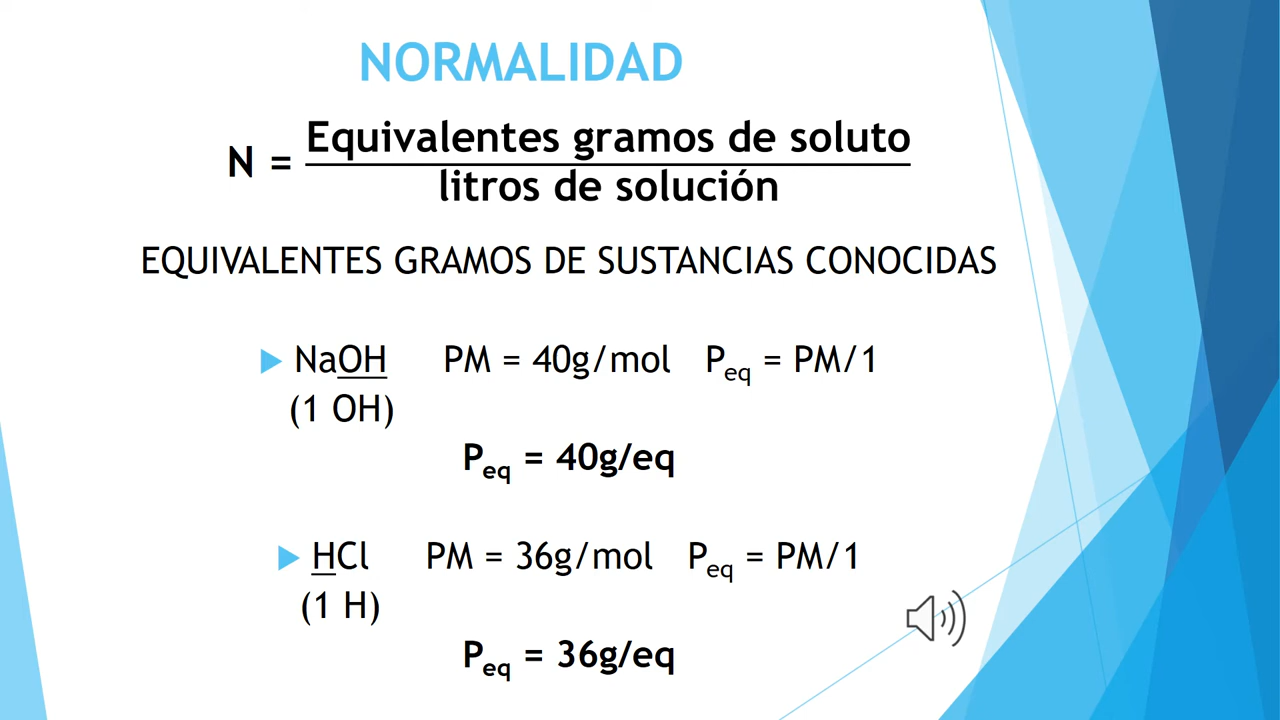 NORMALIDAD
N = Equivalentes gramos de soluto
litros de solución
EQUIVALENTES GRAMOS DE SUSTANCIAS CONOCIDAS
NaOH PM = 40g/mol Peq = PM/1
(1 OH)
Peq = 40g/eq
HCl PM = 36g/mol Peq = PM/1
(1 H)
Peq = 36g/eq